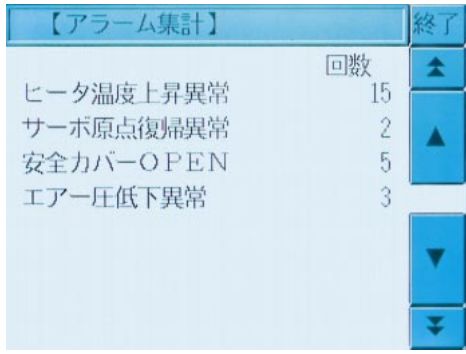 【アラーム集計】 終了
回数
ヒータ温度上昇異常 15
サーボ原点復帰異常 2
安全カバーOPEN 5
エアー圧低下異常 3